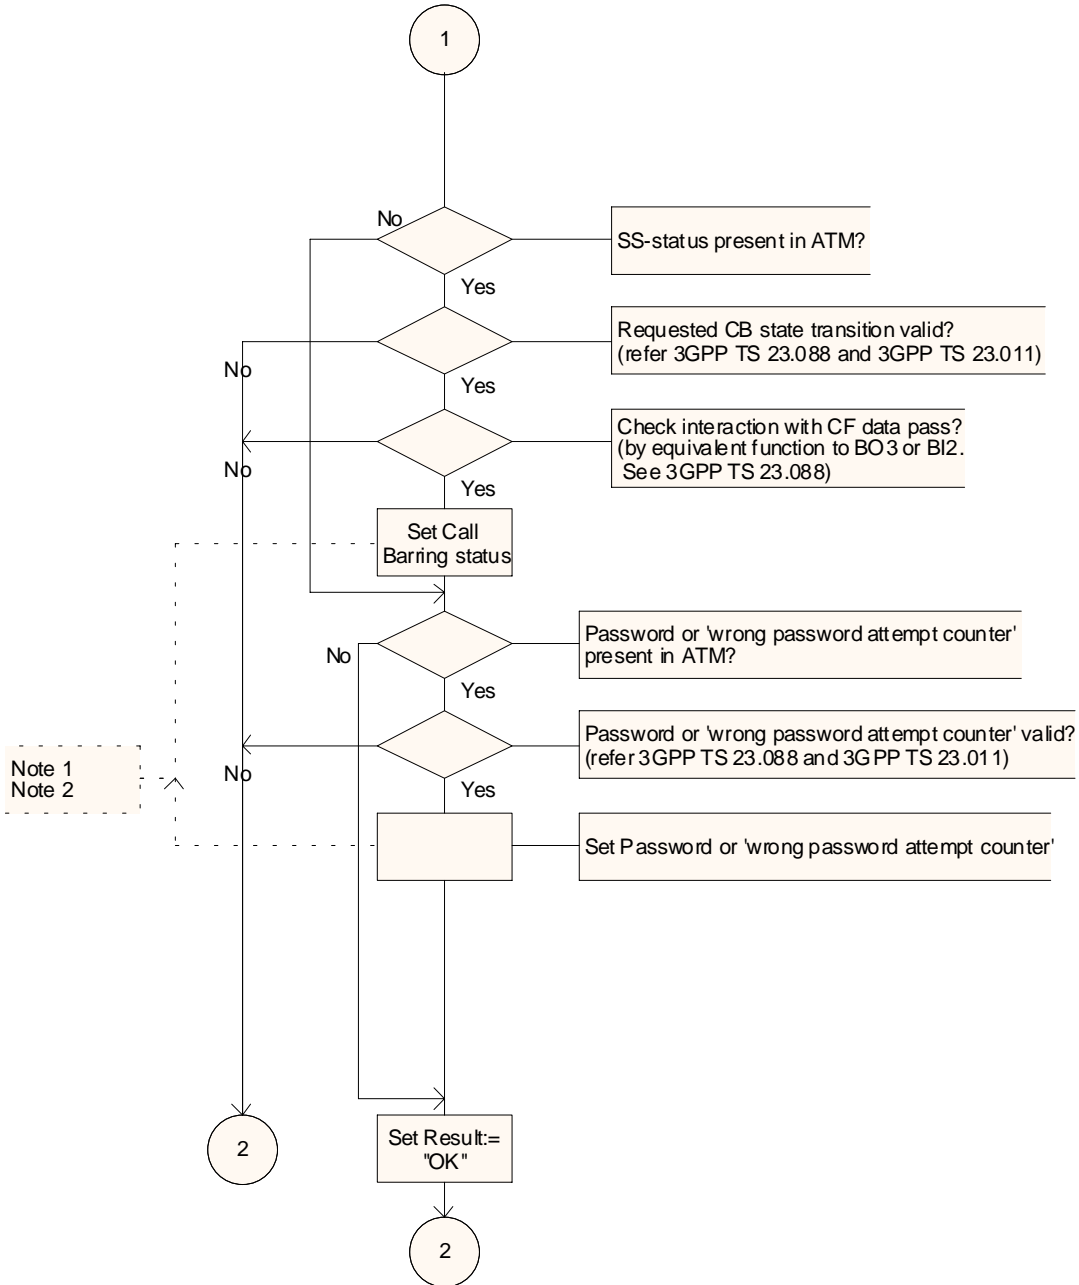 1
No
SS-status present in ATM?
Yes
Requested CB state transition valid?
(refer 3GPP TS 23.088 and 3GPP TS 23.011)
No
Yes
Check interaction with CF data pass?
(by equivalent function to BO3 or BI2.
See 3GPP TS 23.088)
No
Yes
Set Call
Barring status
Password or 'wrong password attempt counter'
present in ATM?
No
Yes
Password or 'wrong password attempt counter' valid?
(refer 3GPP TS 23.088 and 3GPP TS 23.011)
Note 1
Note 2
No
Yes
Set Password or 'wrong password attempt counter'
Set Result:=
"OK"
2
2